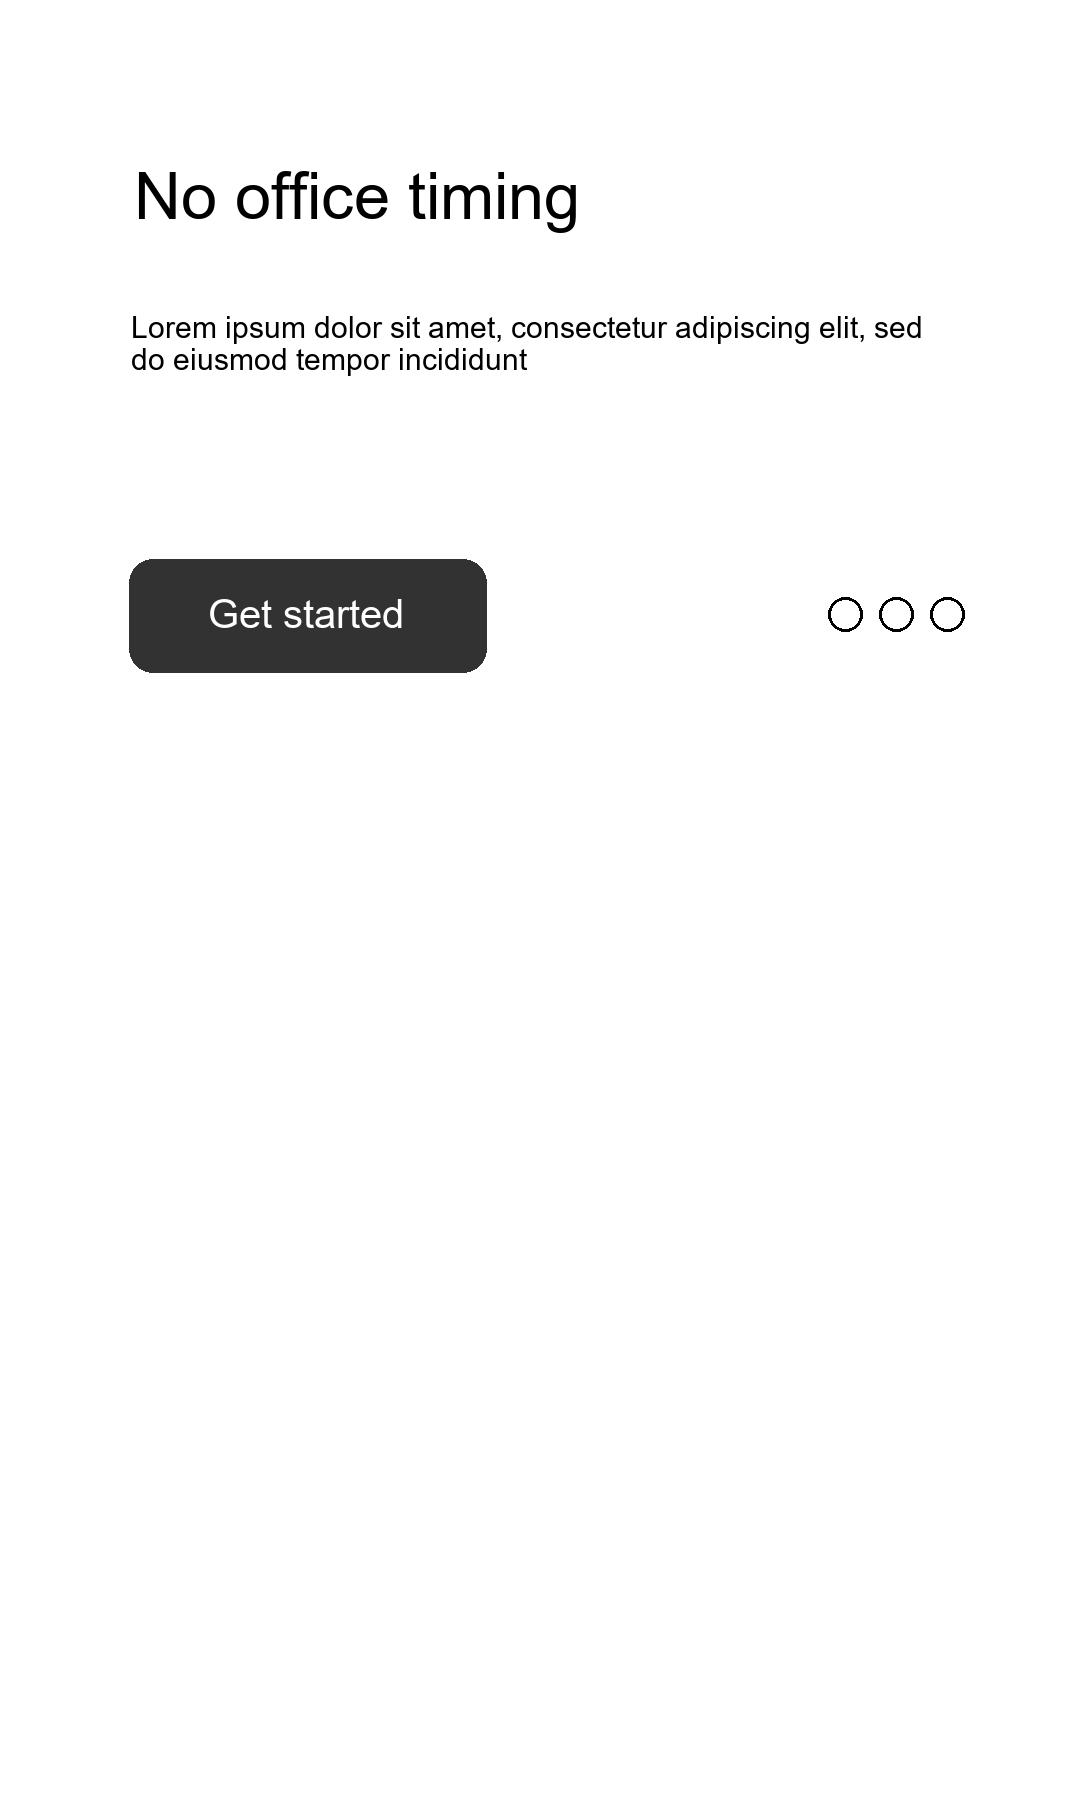 No office timing
Lorem ipsum dolor sit amet, consectetur adipiscing elit, sed
do eiusmod tempor incididunt
Get started